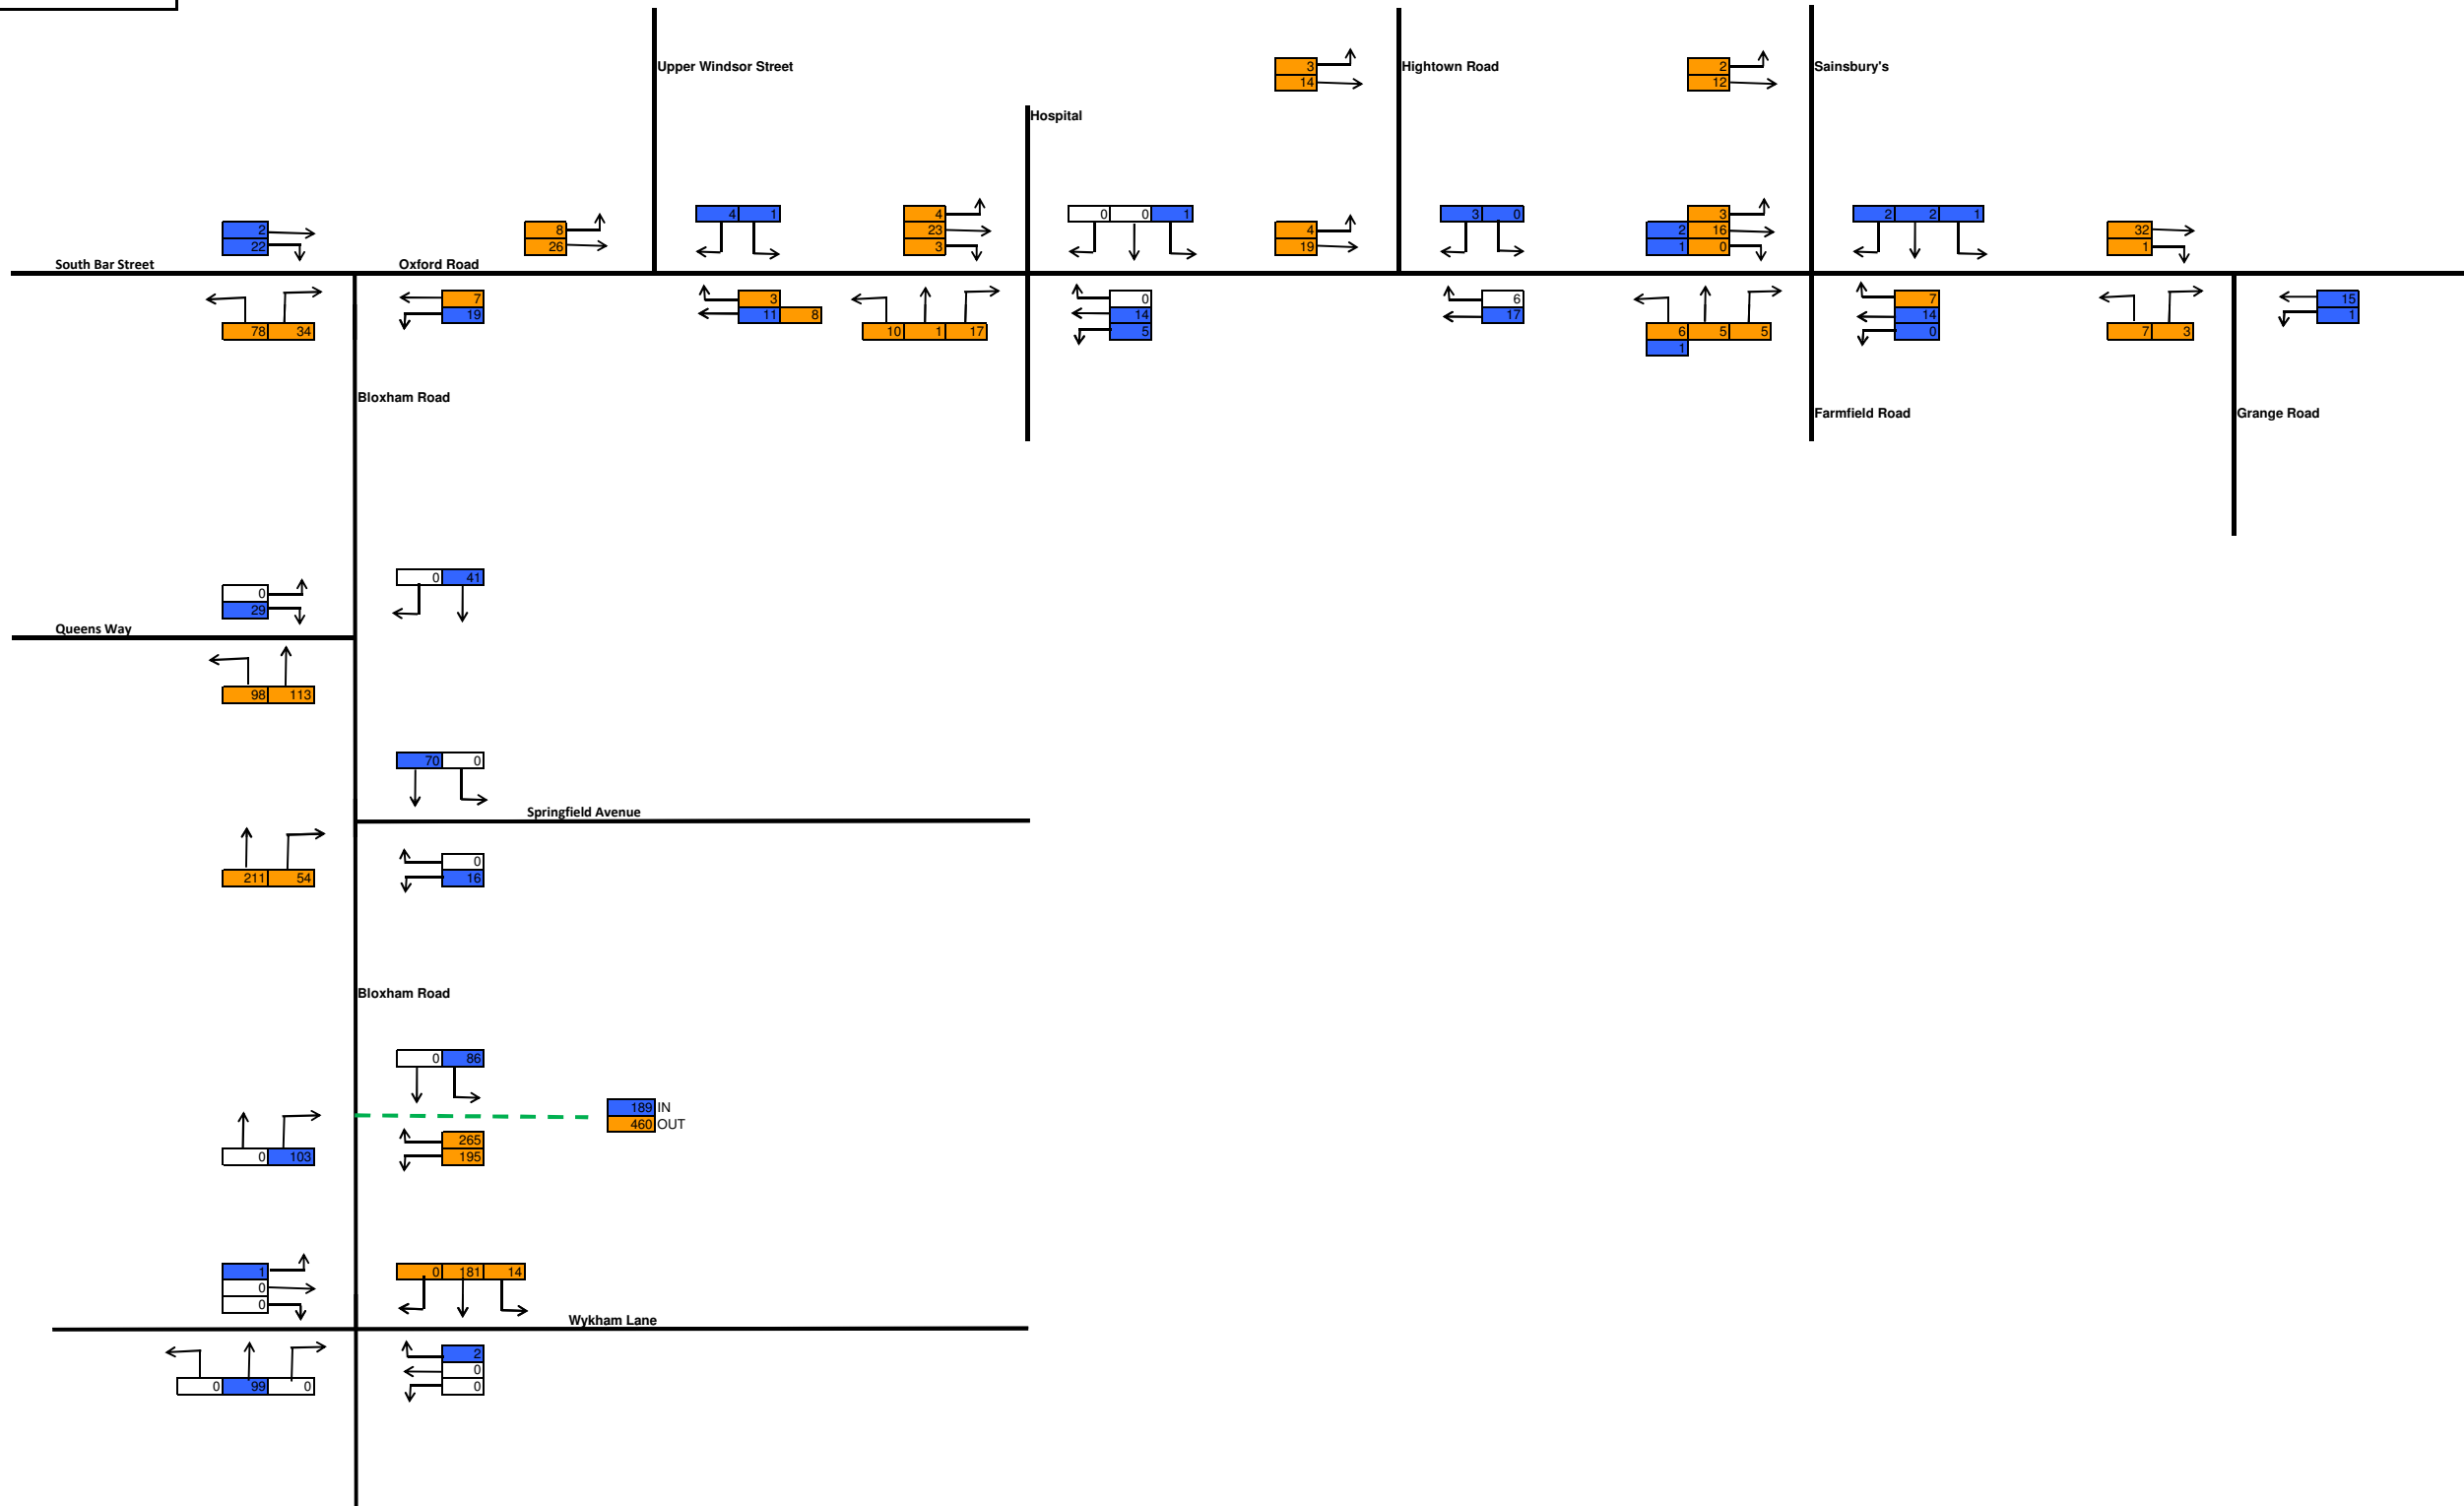 Upper Windsor Street
3
14
Hightown Road
2
12
Sainsbury's
Hospital
2
22
8
26
4 1
4
23
3
0 0 1
4
19
3 0
3
2 16
1 0
2 2 1
32
1
South Bar Street
Oxford Road
78 34
7
19
3
11 8
10 1 17
0
14
5
6
17
6 5 5
1
7
14
0
7 3
15
1
Bloxham Road
Farmfield Road
Grange Road
0
29
0 41
Queens Way
98 113
70 0
Springfield Avenue
211 54
0
16
Bloxham Road
0 86
189 IN
460 OUT
0 103
265
195
1
0
0
0 181 14
Wykham Lane
0 99 0
2
0
0